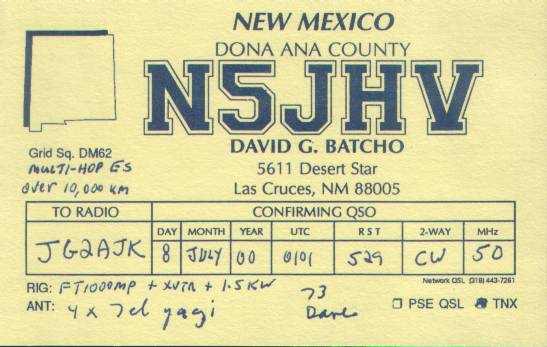 NEW MEXICO
DONA ANA COUNTY
N5JHV
DAVID G. BATCHO
5611 Desert Star
Las Cruces, NM 88005
Grid Sq. DM62
MULTI-HOP ES
over 10,000 KM
TO RADIO CONFIRMING QSO
DAY MONTH YEAR UTC R S T 2-WAY MHz
JG2AJK 8 JULY 00 0101 529 CW 50
Network QSL (318) 443-7261
RIG: FT1000MP + XVTR + 1.5KW
73
ANT: 4 x 7el yagi Dave PSE QSL TNX